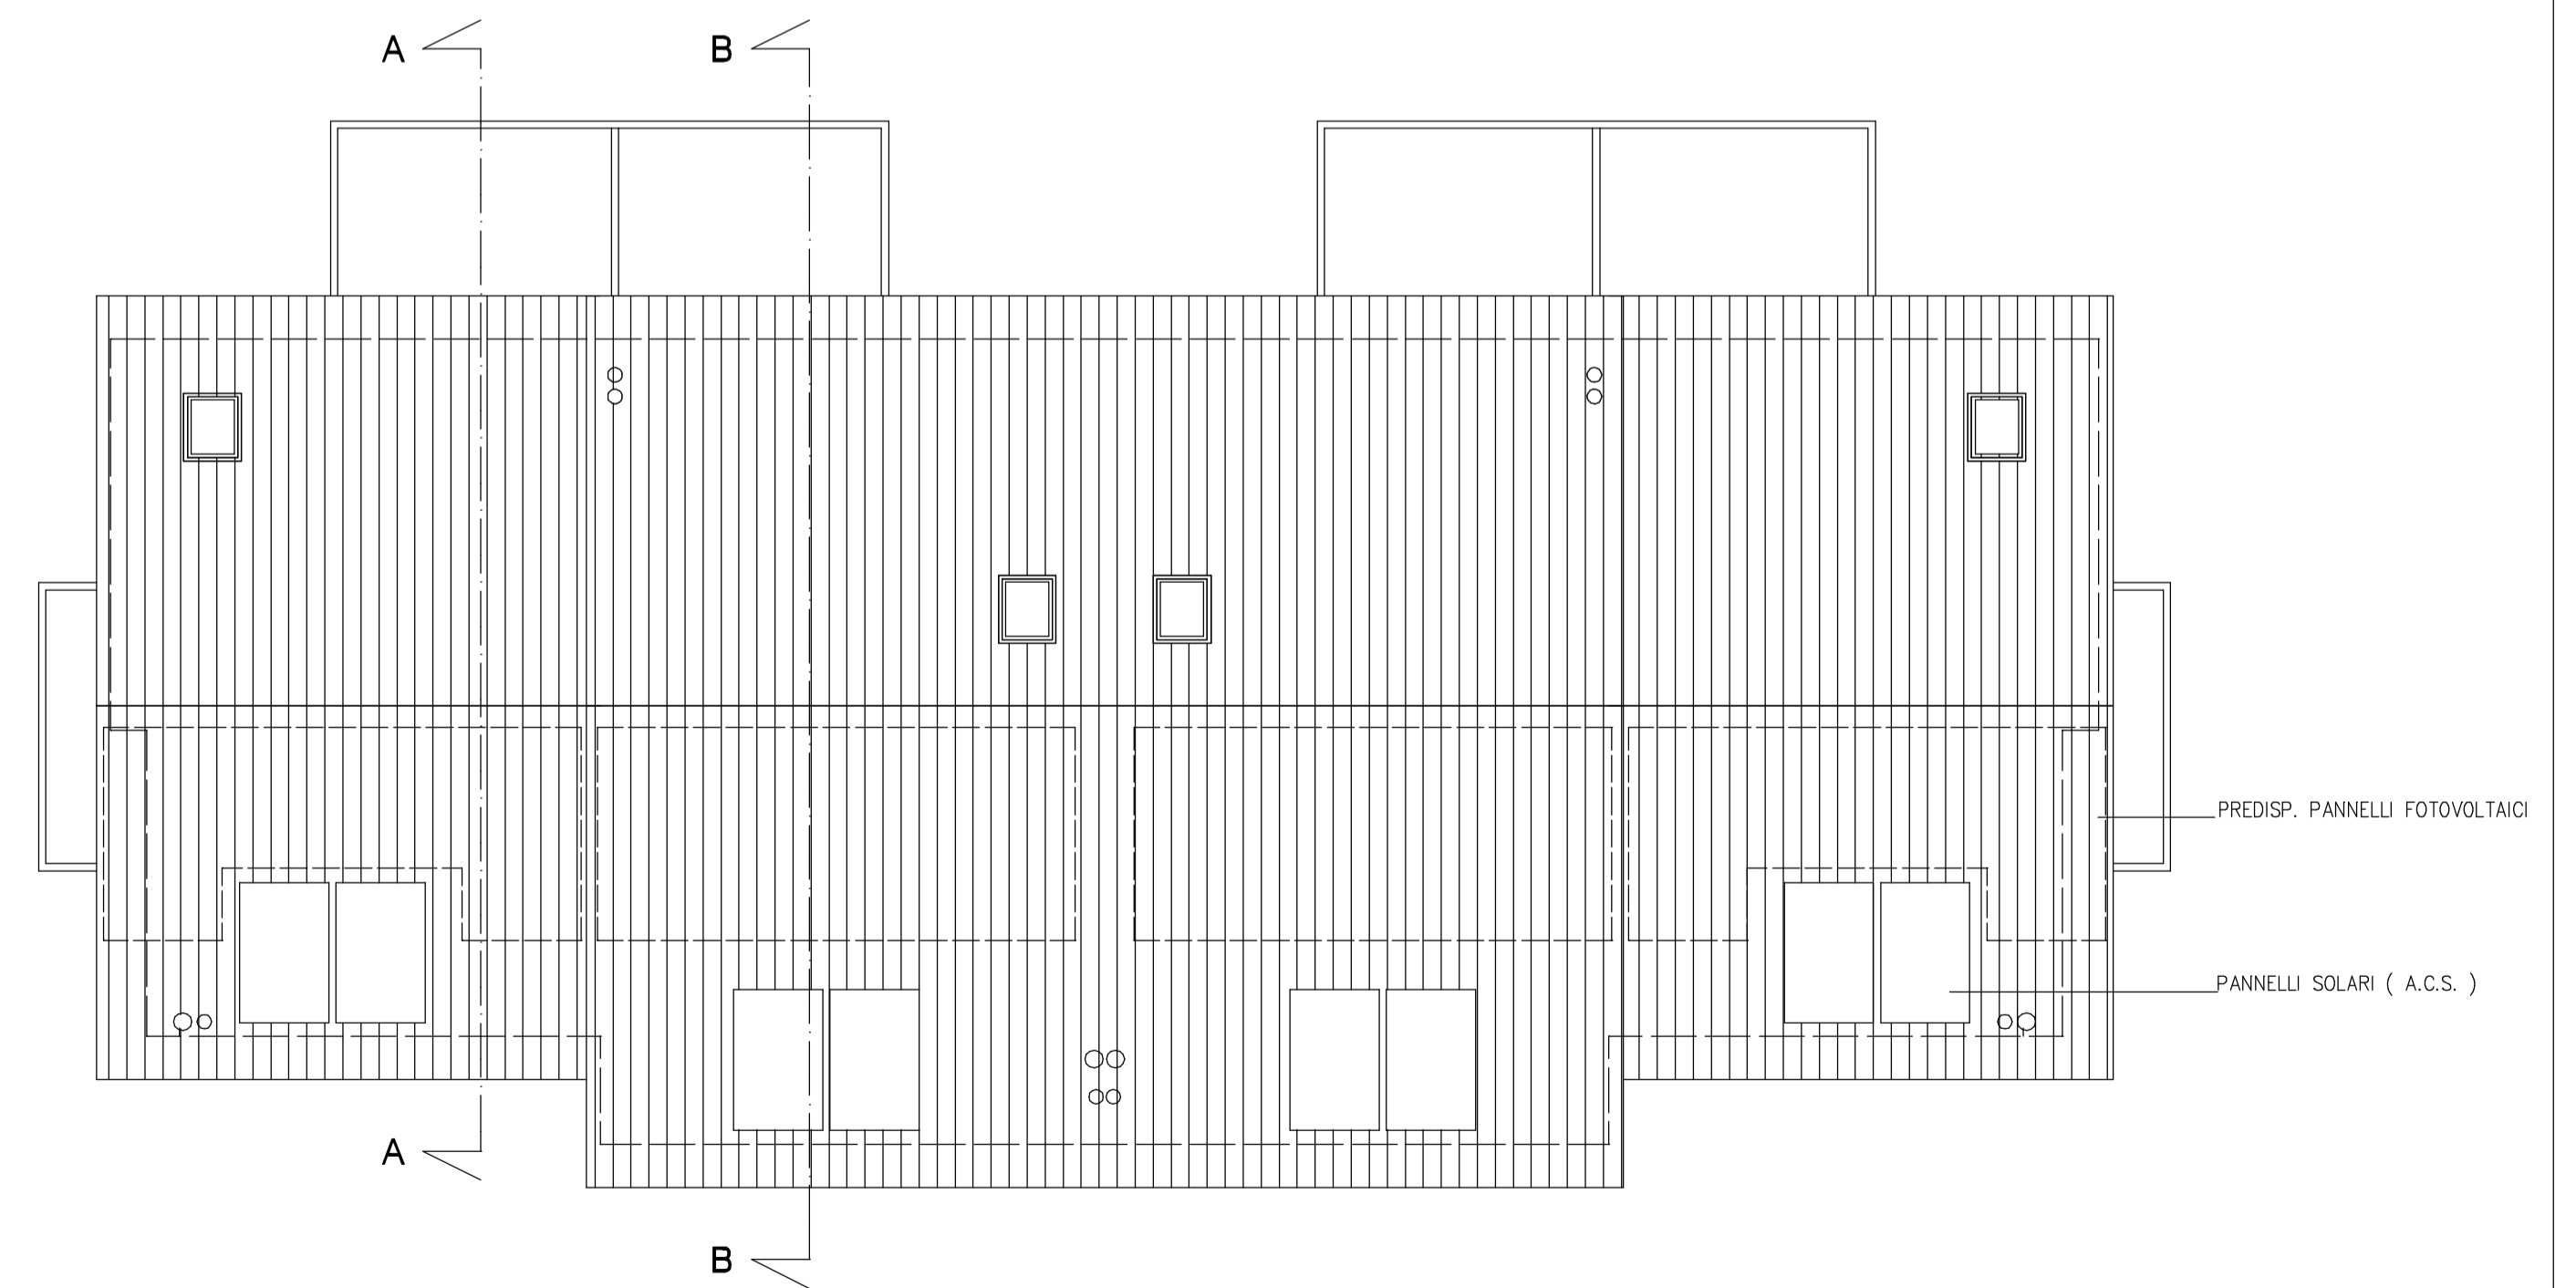 A
B
PREDISP. PANNELLI FOTOVOLTAICI
PANNELLI SOLARI ( A.C.S. )
A
B